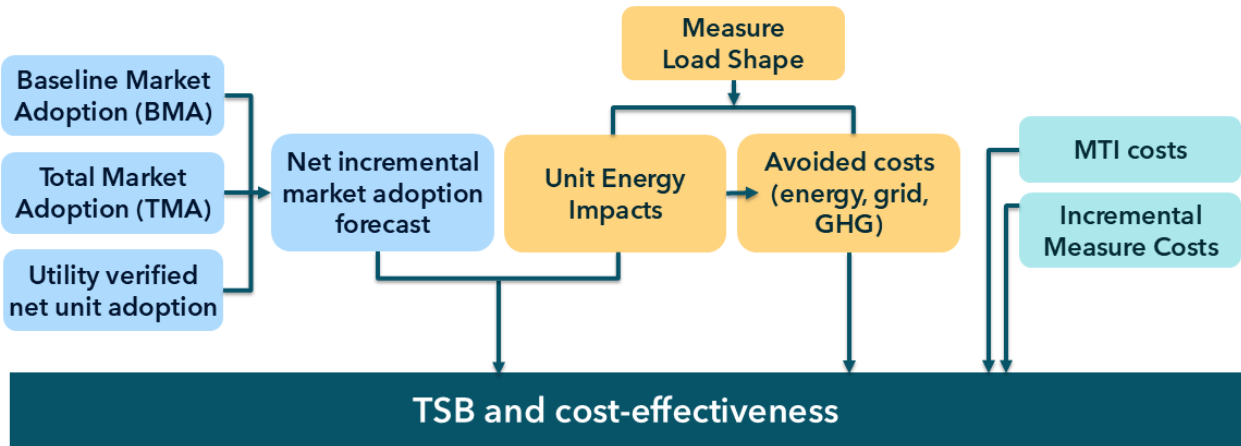 Measure
Load Shape
Baseline Market
Adoption (BMA)
Total Market
Adoption (TMA)
Utility verified
net unit adoption
Net incremental
market adoption
forecast
Unit Energy
Impacts
Avoided costs
(energy, grid,
GHG)
MTI costs
Incremental
Measure Costs
TSB and cost-effectiveness